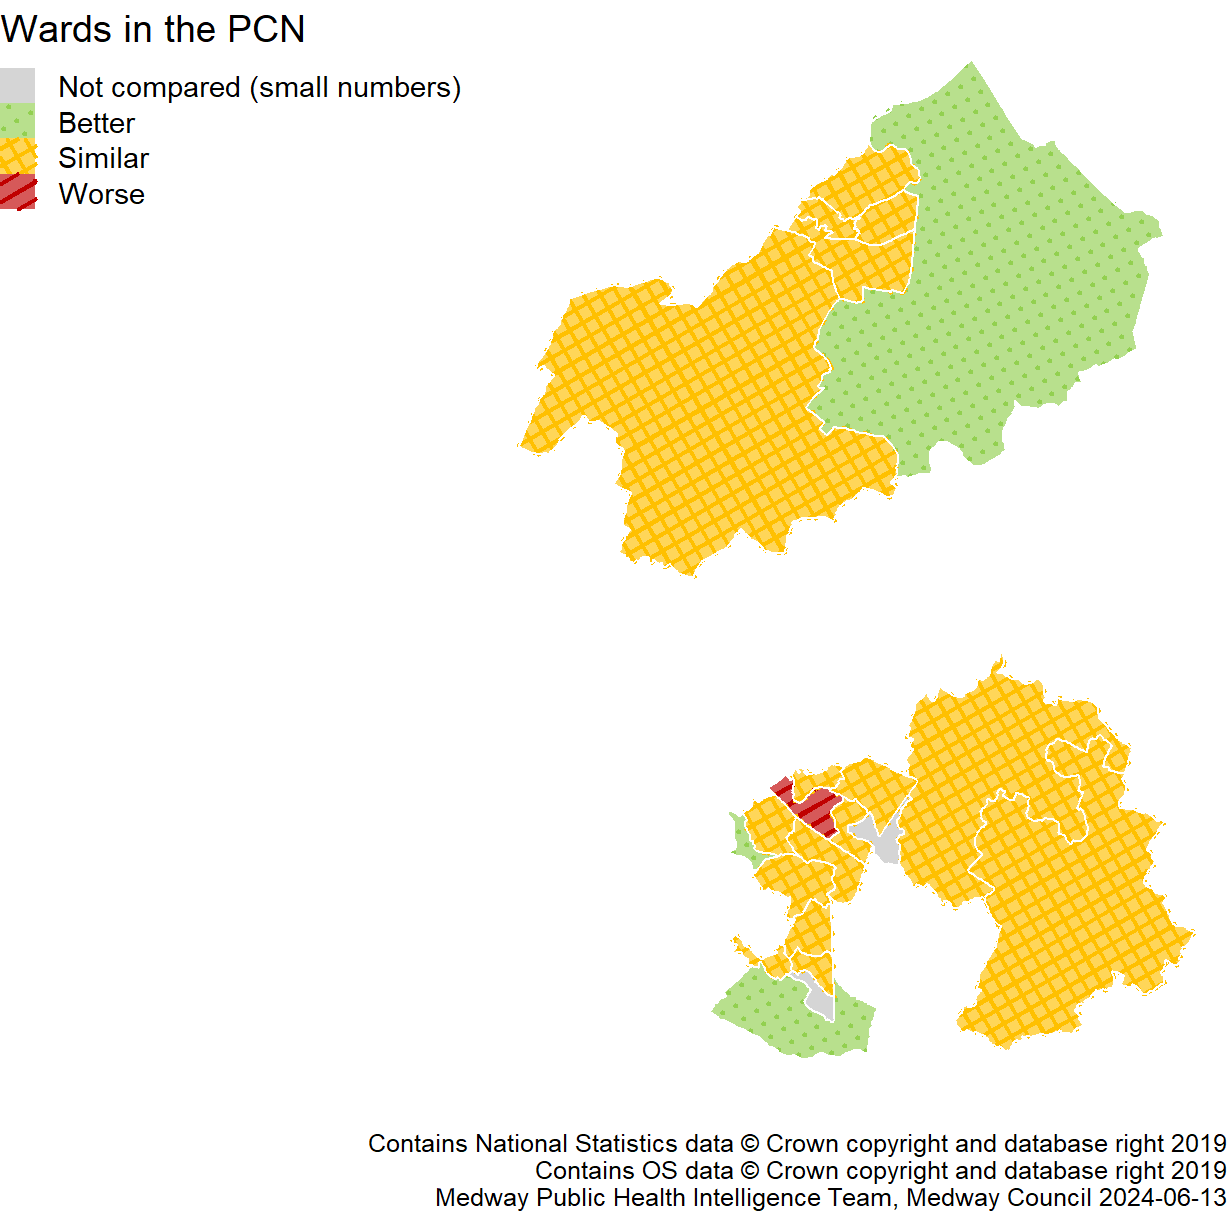 Wards in the PCN
Not compared (small numbers)
Better
Similar
Worse
Contains National Statistics data © Crown copyright and database right 2019
Contains OS data © Crown copyright and database right 2019
Medway Public Health Intelligence Team, Medway Council 2024-06-13